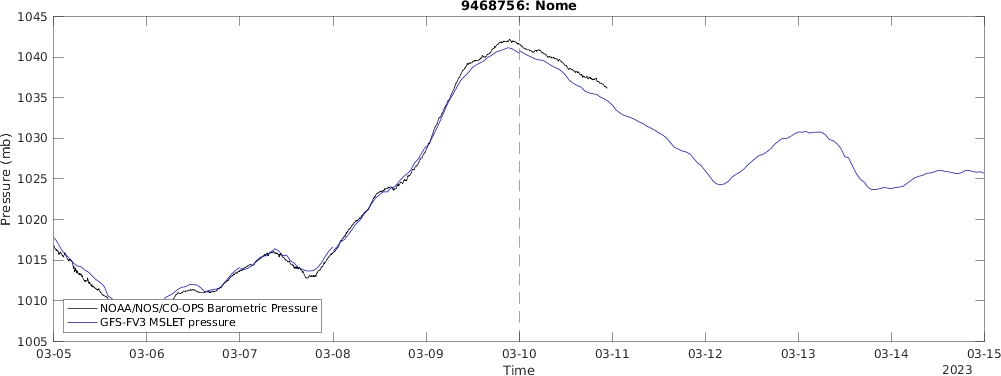 9468756: Nome
1045
1040
1035
1030
1025
1020
1015
1010
1005
Pressure (mb)
NOAA/NOS/CO-OPS Barometric Pressure
GFS-FV3 MSLET pressure
03-05 03-06 03-07 03-08 03-09 03-10 03-11 03-12 03-13 03-14 03-15
Time
2023